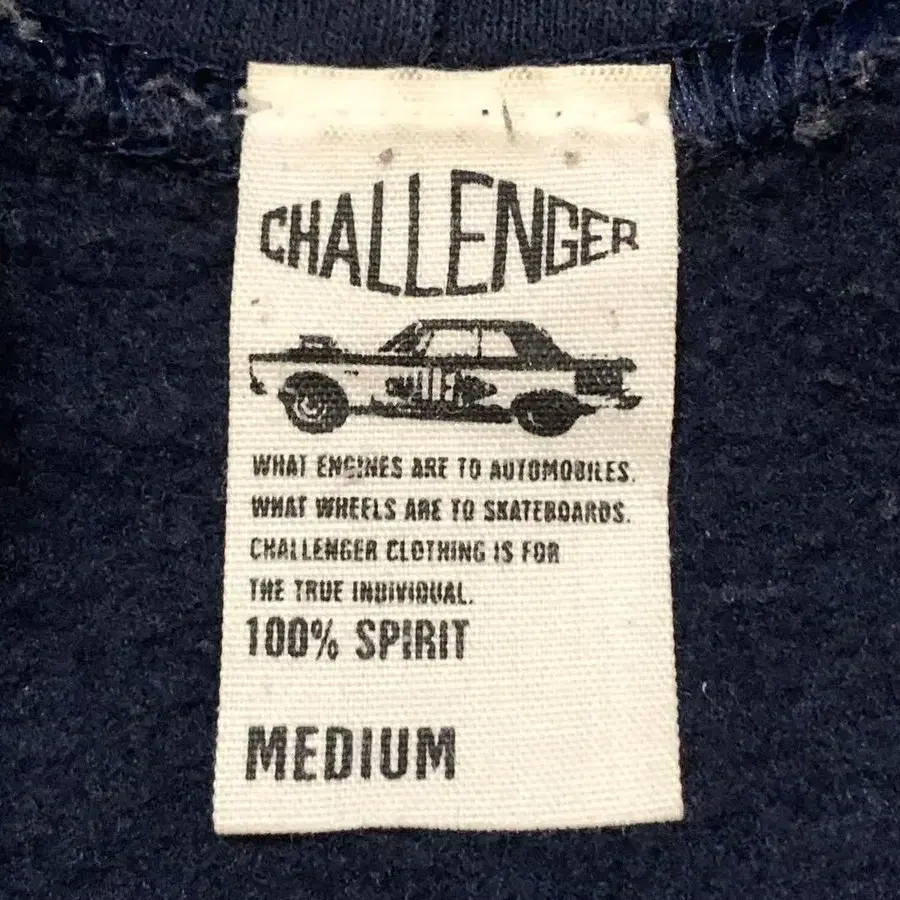 CHALLENGER
WHAT ENGINES ARE TO AUTOMOBILES.
WHAT WHEELS ARE TO SKATEBOARDS.
CHALLENGER CLOTHING IS FOR
THE TRUE INDIVIDUAL.
100% SPIRIT
MEDIUM